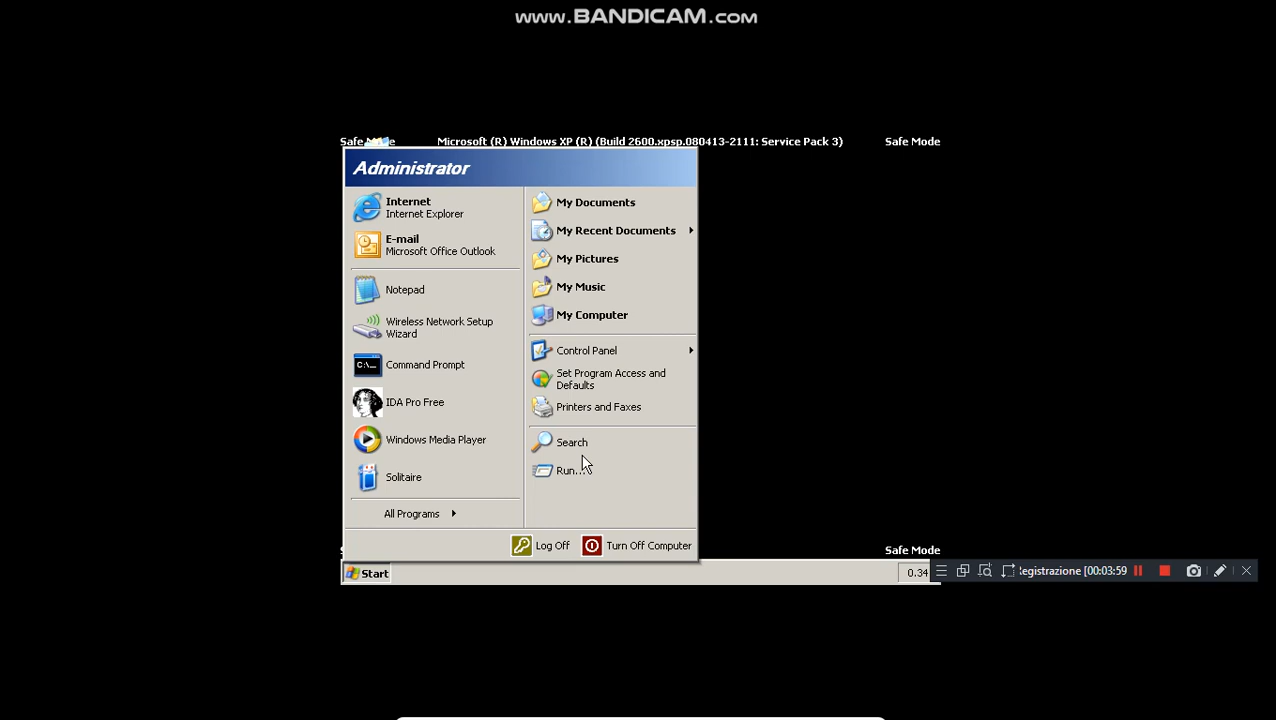 www.BANDICAM.com
Safe Mode
Microsoft (R) Windows XP (R) (Build 2600.xpsp.080413-2111: Service Pack 3)
Safe Mode
Administrator
Internet
Internet Explorer
E-mail
Microsoft Office Outlook
Notepad
Wireless Network Setup
Wizard
Command Prompt
IDA Pro Free
Windows Media Player
Solitaire
All Programs
My Documents
My Recent Documents
My Pictures
My Music
My Computer
Control Panel
Set Program Access and
Defaults
Printers and Faxes
Search
Run...
Log Off
Turn Off Computer
Safe Mode
Start
0.34
Registrazione [00:03:59